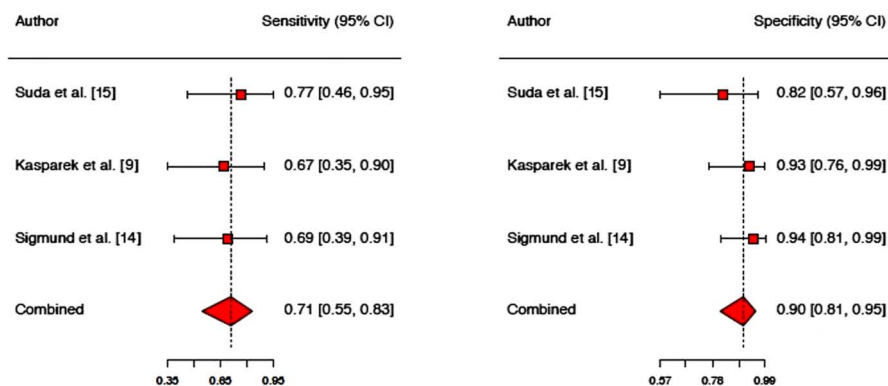 Author Sensitivity (95% CI)
Suda et al. [15] 0.77 [0.46, 0.95]
Kasparek et al. [9] 0.67 [0.35, 0.90]
Sigmund et al. [14] 0.69 [0.39, 0.91]
Combined 0.71 [0.55, 0.83]
0.35 0.65 0.95
Author Specificity (95% CI)
Suda et al. [15] 0.82 [0.57, 0.96]
Kasparek et al. [9] 0.93 [0.76, 0.99]
Sigmund et al. [14] 0.94 [0.81, 0.99]
Combined 0.90 [0.81, 0.95]
0.57 0.78 0.99